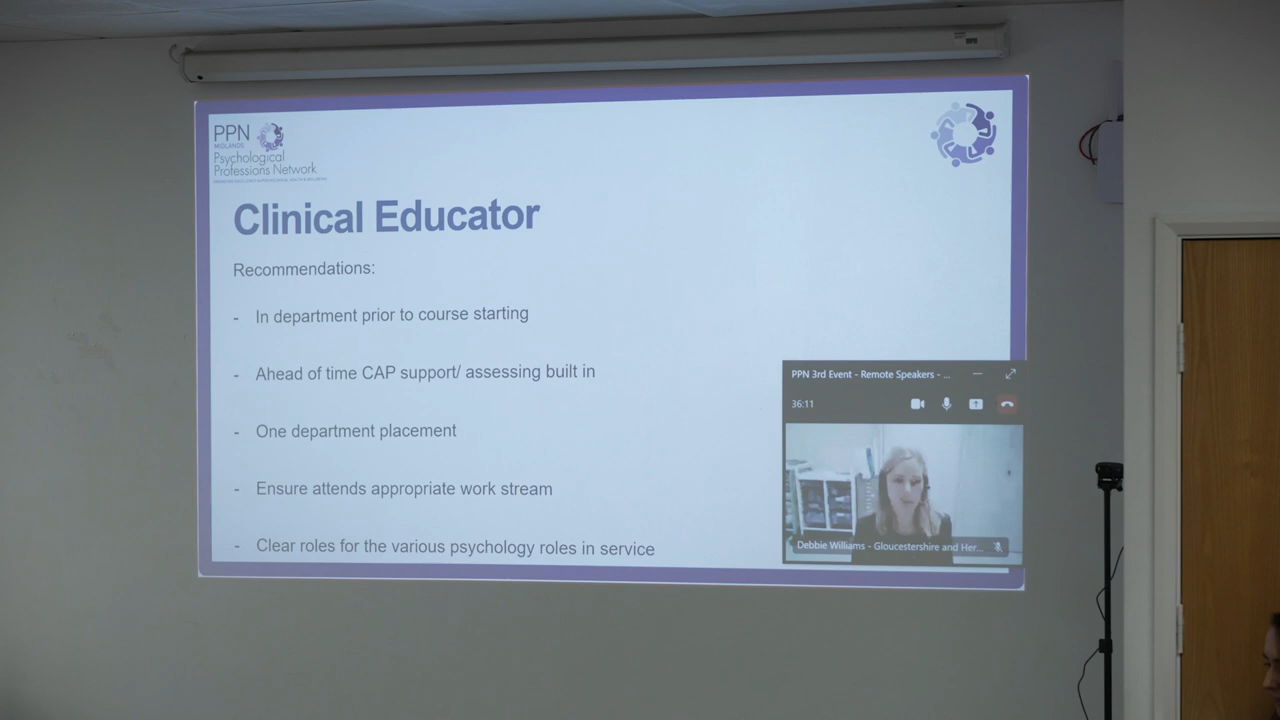 PPN
MIDLANDS
Psychological
Professions Network
Clinical Educator
Recommendations:
- In department prior to course starting
- Ahead of time CAP support/ assessing built in
- One department placement
- Ensure attends appropriate work stream
- Clear roles for the various psychology roles in service
PPN 3rd Event - Remote Speakers - ...
36:11
Debbie Williams - Gloucestershire and Her...